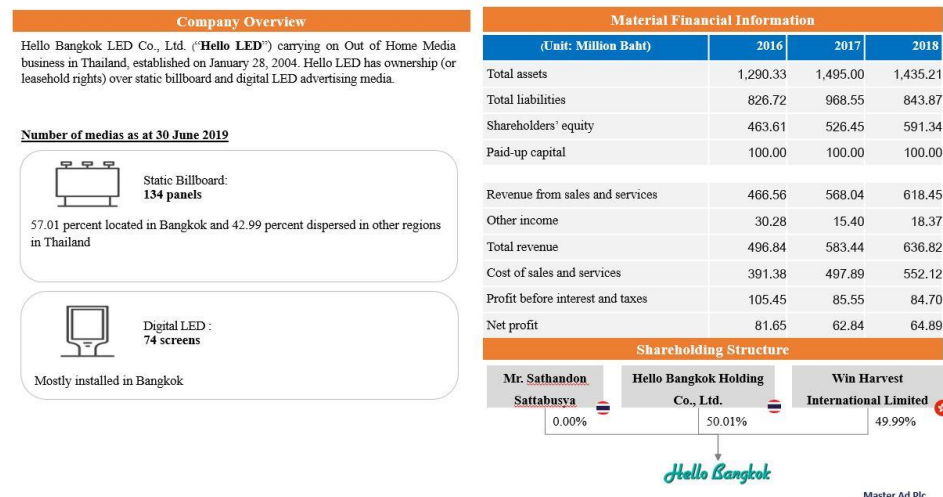 Company Overview
Hello Bangkok LED Co., Ltd. (“Hello LED”) carrying on Out of Home Media
business in Thailand, established on January 28, 2004. Hello LED has ownership (or
leasehold rights) over static billboard and digital LED advertising media.
Number of medias as at 30 June 2019
Static Billboard:
134 panels
57.01 percent located in Bangkok and 42.99 percent dispersed in other regions
in Thailand
Digital LED :
74 screens
Mostly installed in Bangkok
Material Financial Information
(Unit: Million Baht) 2016 2017 2018
Total assets 1,290.33 1,495.00 1,435.21
Total liabilities 826.72 968.55 843.87
Shareholders’ equity 463.61 526.45 591.34
Paid-up capital 100.00 100.00 100.00
Revenue from sales and services 466.56 568.04 618.45
Other income 30.28 15.40 18.37
Total revenue 496.84 583.44 636.82
Cost of sales and services 391.38 497.89 552.12
Profit before interest and taxes 105.45 85.55 84.70
Net profit 81.65 62.84 64.89
Shareholding Structure
Mr. Sathandon
Sattabusya
0.00%
Hello Bangkok Holding
Co., Ltd.
50.01%
Win Harvest
International Limited
49.99%
Hello Bangkok
Master Ad Plc